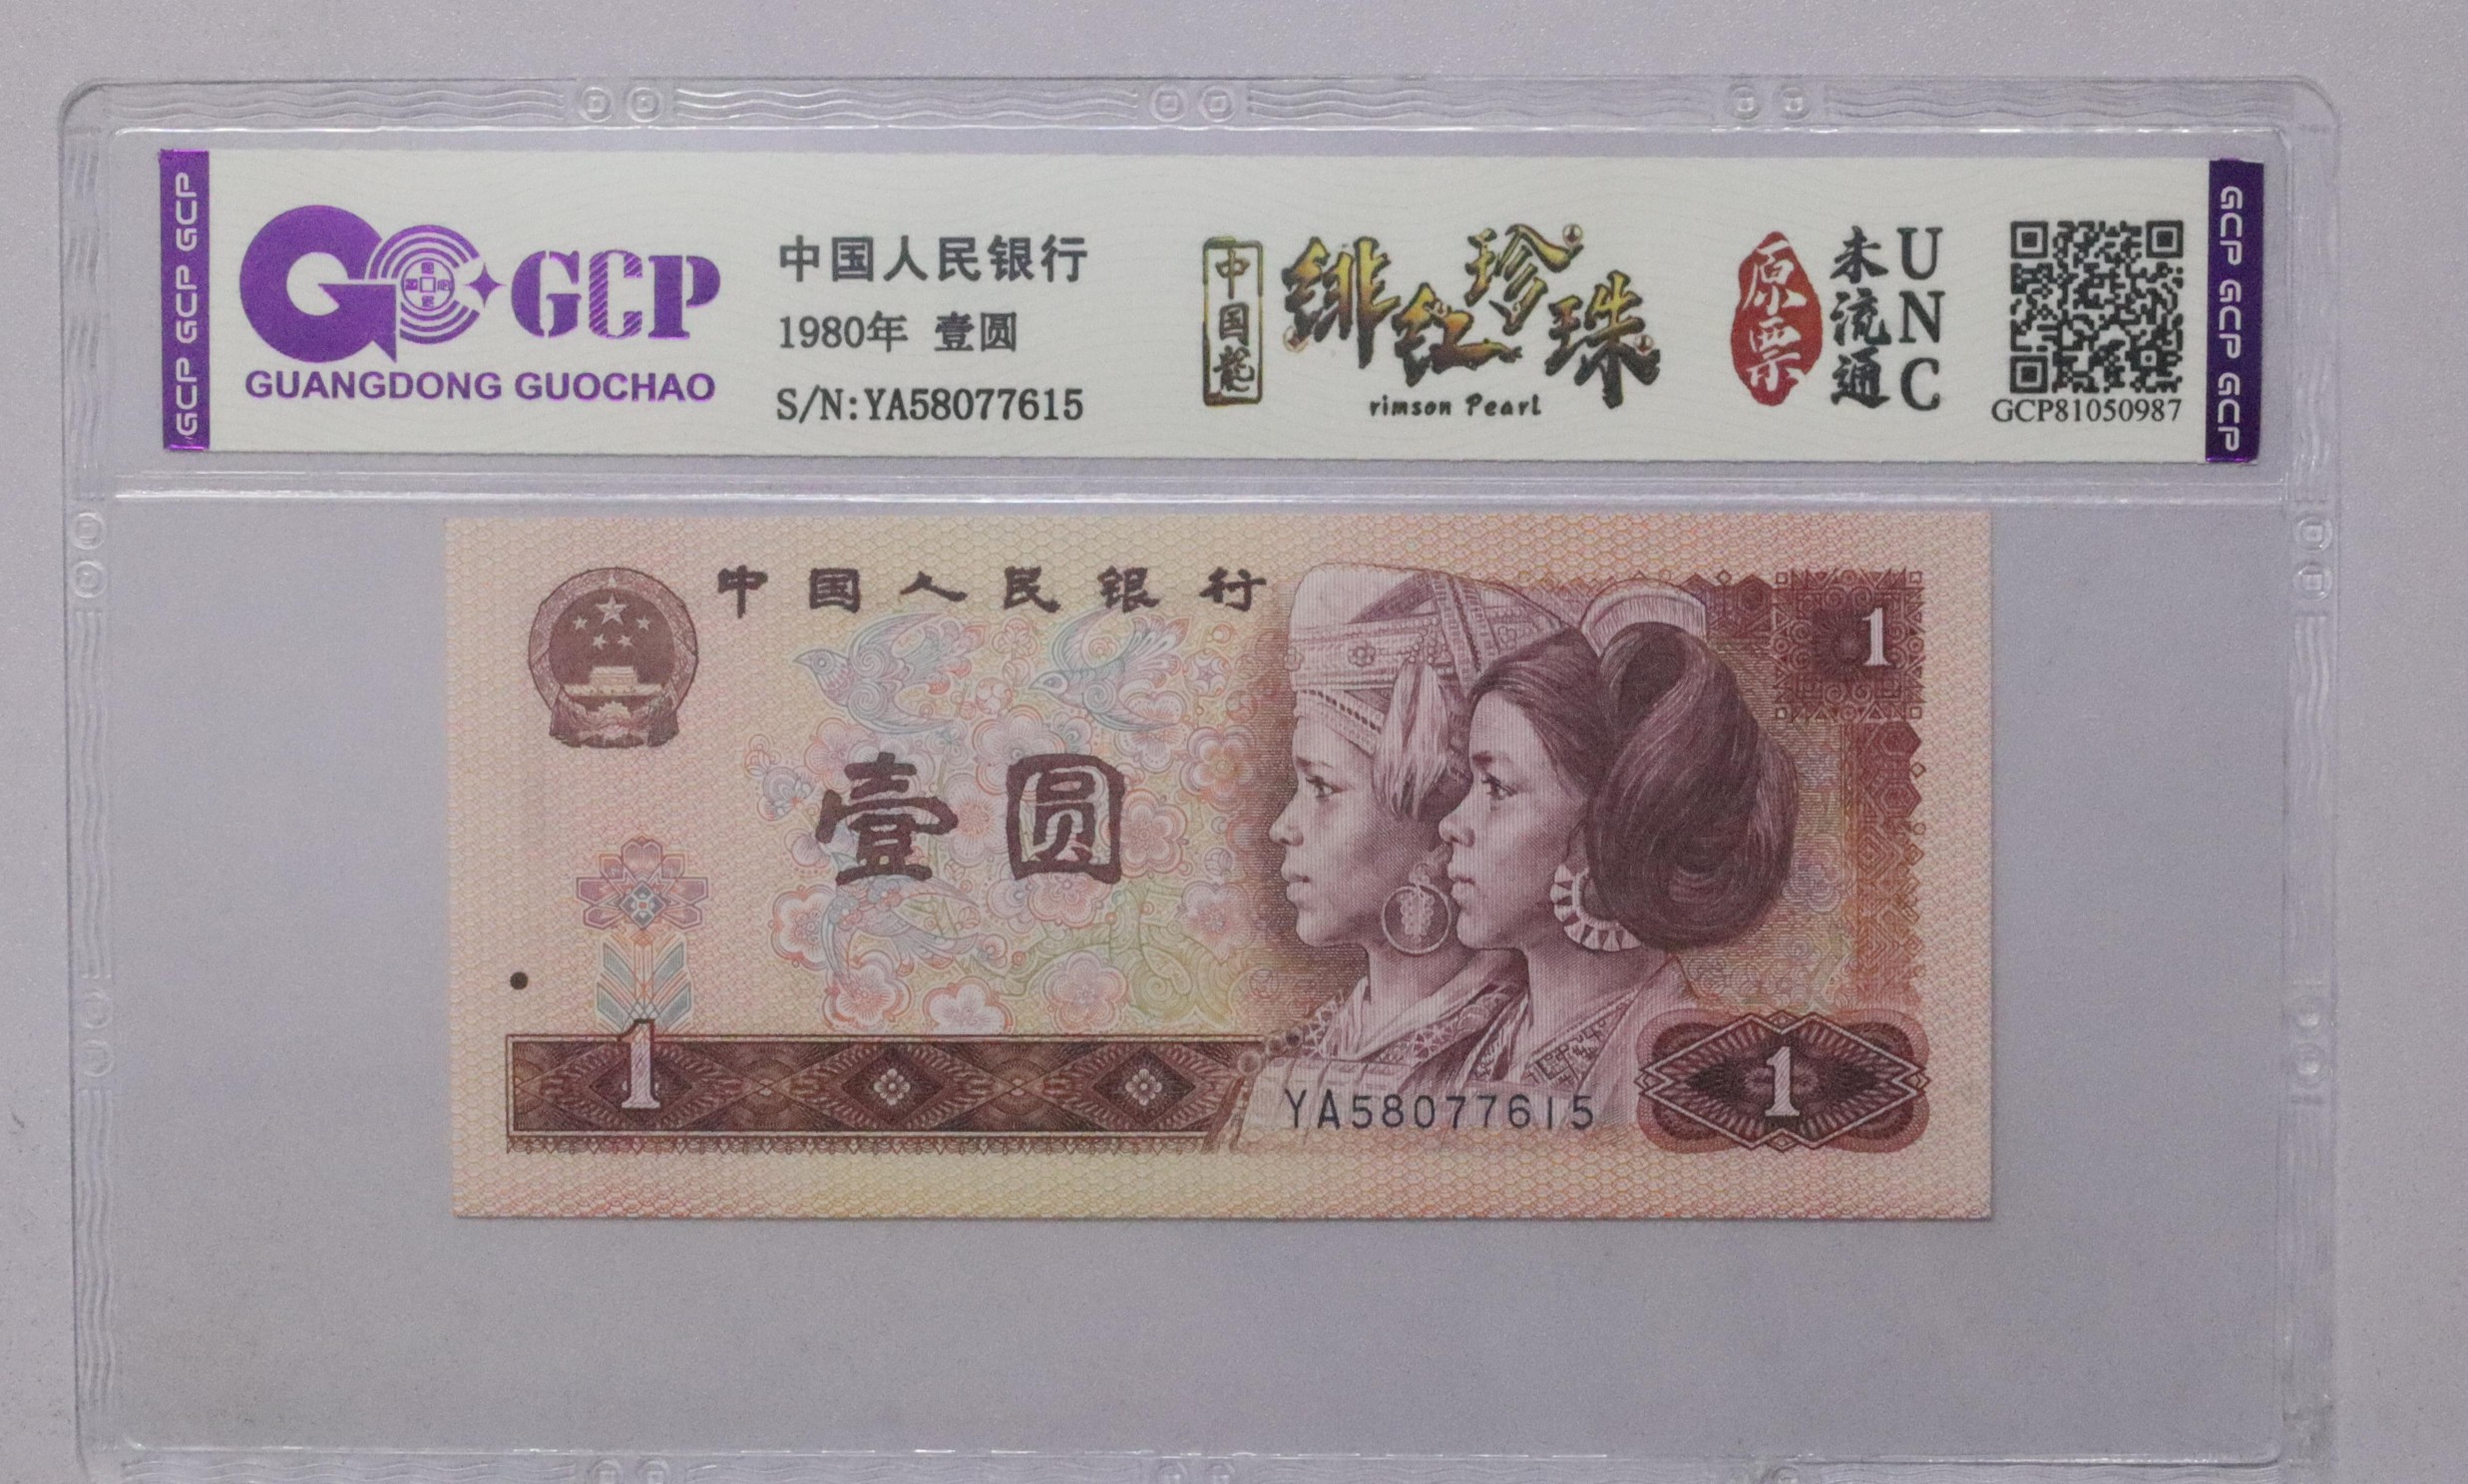 GCP GCP GCP
GCP
GUANGDONG GUOCHAO
中国人民银行
1980年 壹圆
S/N:YA58077615
中国龍
绯红珍珠
rimson Pearl
原票
未流通
UNC
GCP81050987
GCP GCP GCP
中国人民银行
1
壹圆
1
YA58077615
1